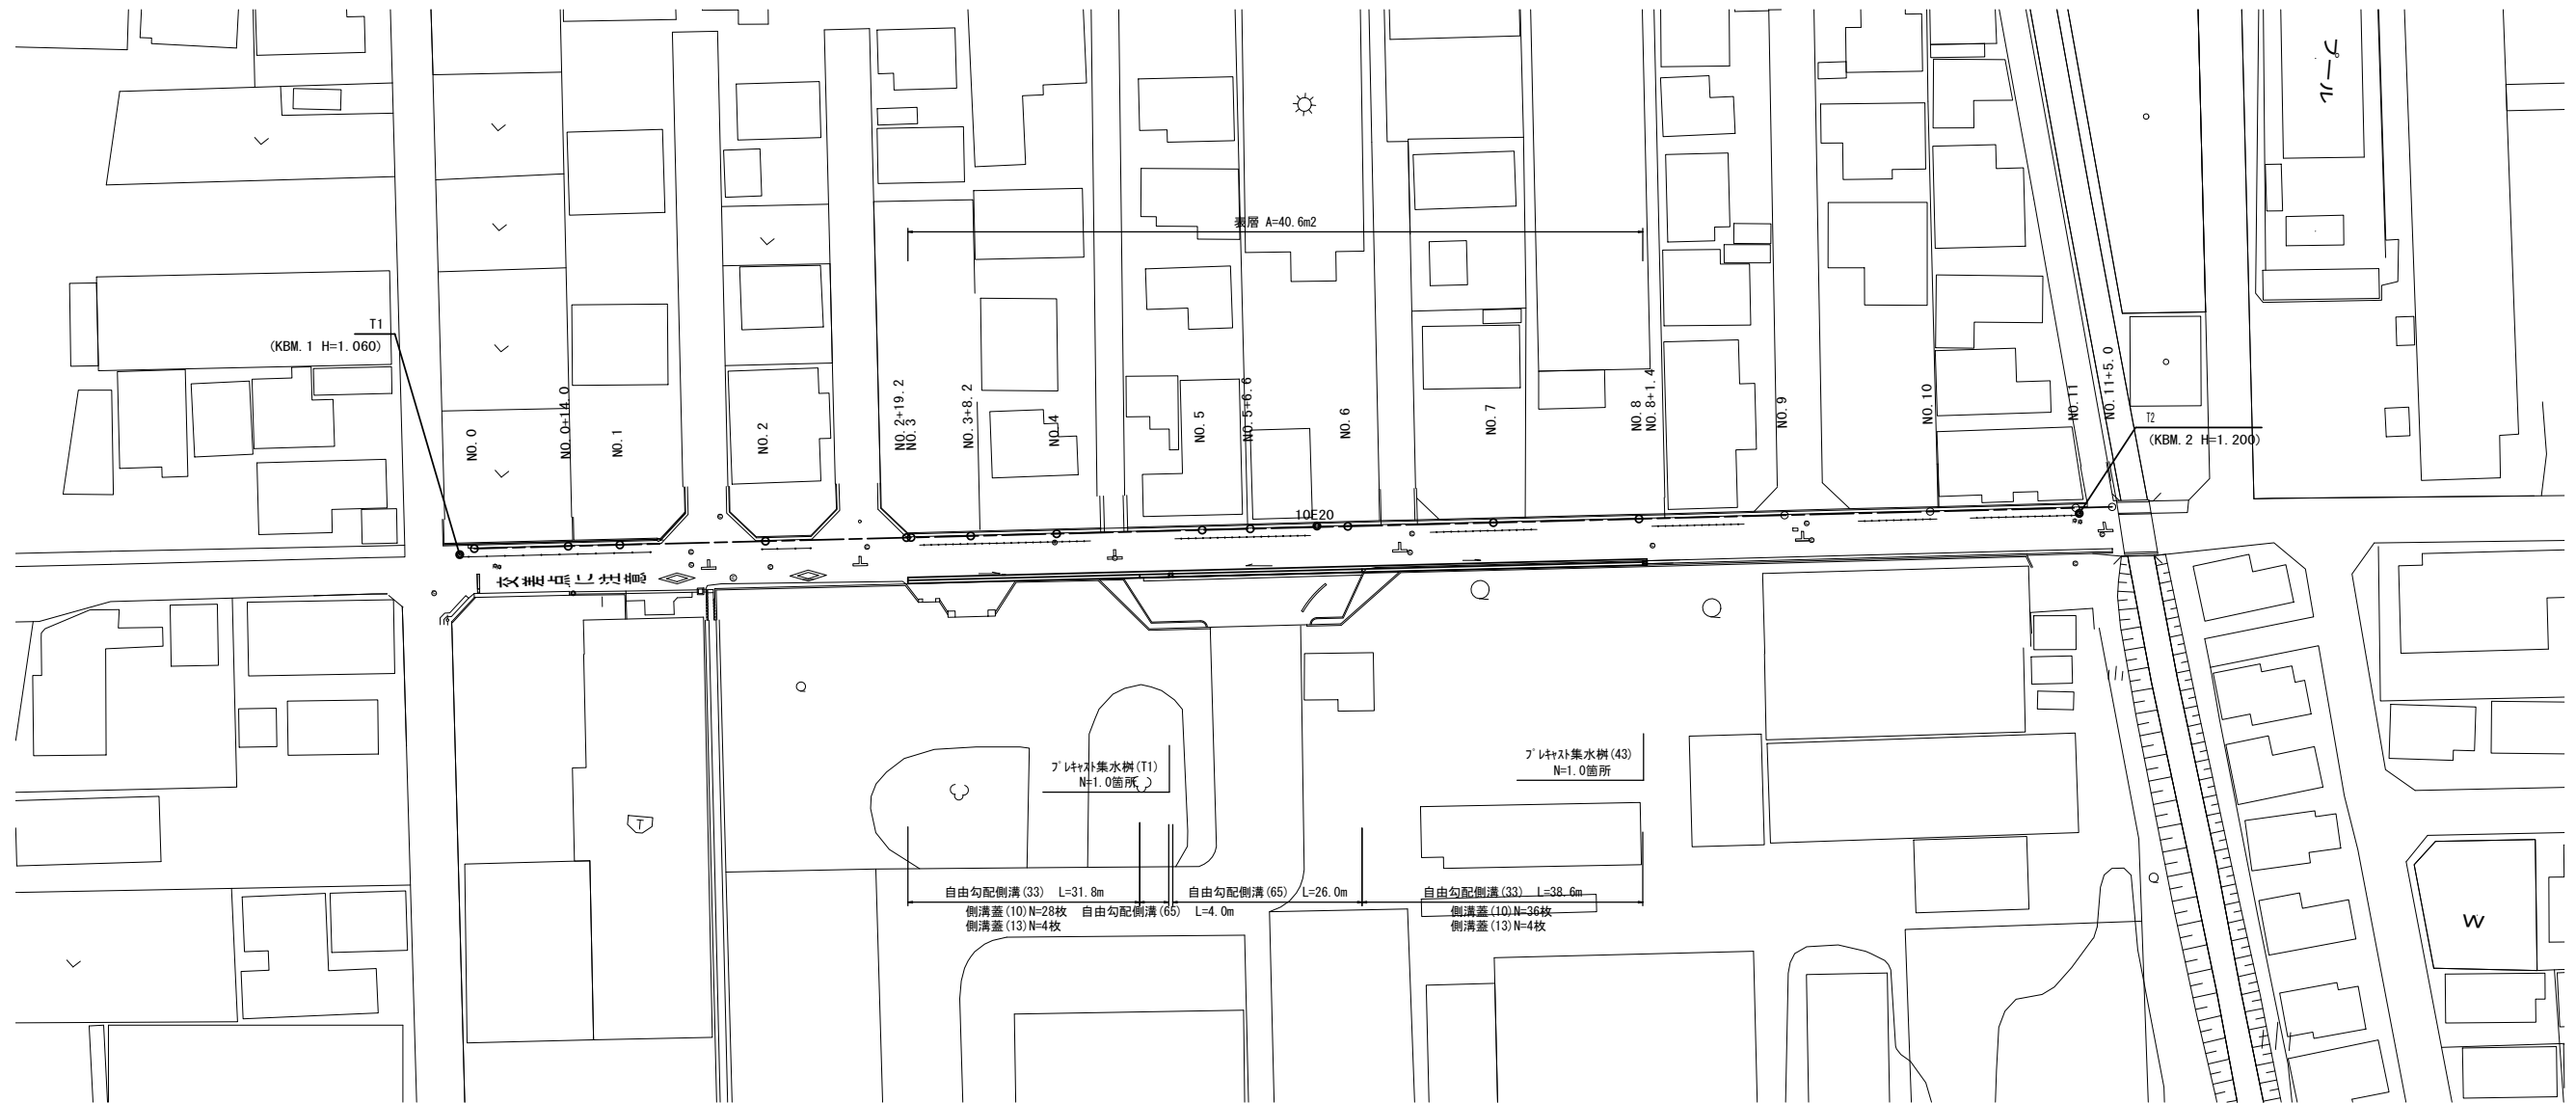 プール
表層 A=40.6m2
T1
(KBM.1 H=1.060)
NO.0
NO.0+14.0
NO.1
NO.2
NO.2+19.2
NO.3
NO.3+8.2
NO.4
NO.5
NO.5+6.6
NO.6
NO.7
NO.8
NO.8+1.4
NO.9
NO.10
NO.11
NO.11+5.0
T2
(KBM.2 H=1.200)
10E20
交差点に注意
プレキャスト集水桝(T1)
N=1.0箇所
プレキャスト集水桝(43)
N=1.0箇所
T
自由勾配側溝(33) L=31.8m
自由勾配側溝(65) L=26.0m
自由勾配側溝(33) L=38.6m
側溝蓋(10)N=28枚
自由勾配側溝(65) L=4.0m
側溝蓋(10)N=36枚
側溝蓋(13)N=4枚
側溝蓋(13)N=4枚
W